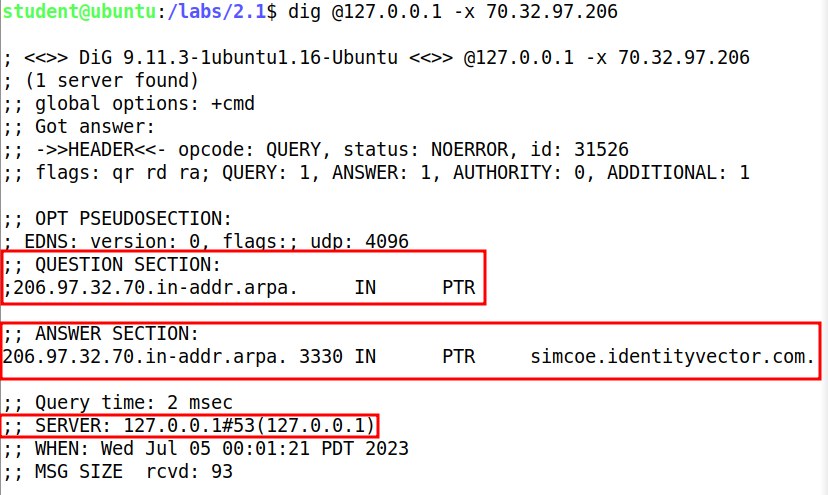 student@ubuntu:/labs/2.1$ dig @127.0.0.1 -x 70.32.97.206
; <<>> DiG 9.11.3-1ubuntu1.16-Ubuntu <<>> @127.0.0.1 -x 70.32.97.206
; (1 server found)
;; global options: +cmd
;; Got answer:
;; ->>HEADER<<- opcode: QUERY, status: NOERROR, id: 31526
;; flags: qr rd ra; QUERY: 1, ANSWER: 1, AUTHORITY: 0, ADDITIONAL: 1
;; OPT PSEUDOSECTION:
; EDNS: version: 0, flags:; udp: 4096
;; QUESTION SECTION:
;206.97.32.70.in-addr.arpa. IN PTR
;; ANSWER SECTION:
206.97.32.70.in-addr.arpa. 3330 IN PTR simcoe.identityvector.com.
;; Query time: 2 msec
;; SERVER: 127.0.0.1#53(127.0.0.1)
;; WHEN: Wed Jul 05 00:01:21 PDT 2023
;; MSG SIZE rcvd: 93